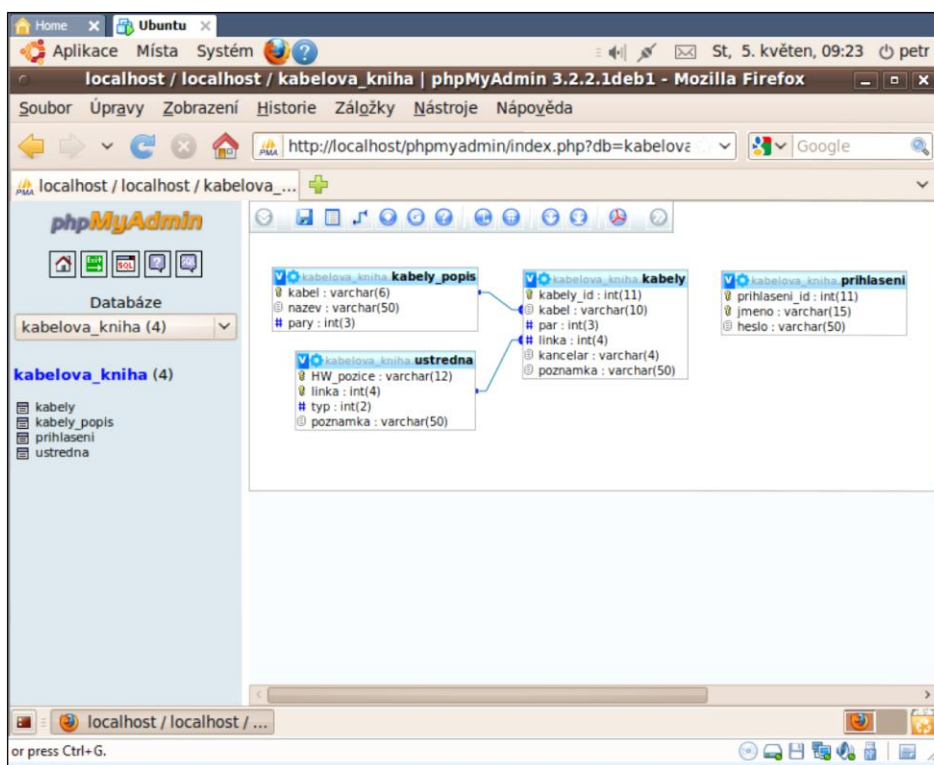 Home
Ubuntu
Aplikace Místa Systém
St, 5. květen, 09:23 petr
localhost / localhost / kabelova_kniha | phpMyAdmin 3.2.2.1deb1 - Mozilla Firefox
Soubor Úpravy Zobrazení Historie Záložky Nástroje Nápověda
PMA http://localhost/phpmyadmin/index.php?db=kabelova Google
PMA localhost / localhost / kabelova_...
phpMyAdmin
SQL
Databáze
kabelova_kniha (4)
kabelova_kniha (4)
kabely
kabely_popis
prihlaseni
ustredna
V kabelova_kniha.kabely_popis
kabel : varchar(6)
nazev : varchar(50)
# pary : int(3)
V kabelova_kniha.ustredna
HW_pozice : varchar(12)
linka : int(4)
# typ : int(2)
poznamka : varchar(50)
V kabelova_kniha.kabely
kabely_id : int(11)
kabel : varchar(10)
# par : int(3)
# linka : int(4)
kancelar : varchar(4)
poznamka : varchar(50)
V kabelova_kniha.prihlaseni
prihlaseni_id : int(11)
jmeno : varchar(15)
heslo : varchar(50)
localhost / localhost / ...
or press Ctrl+G.